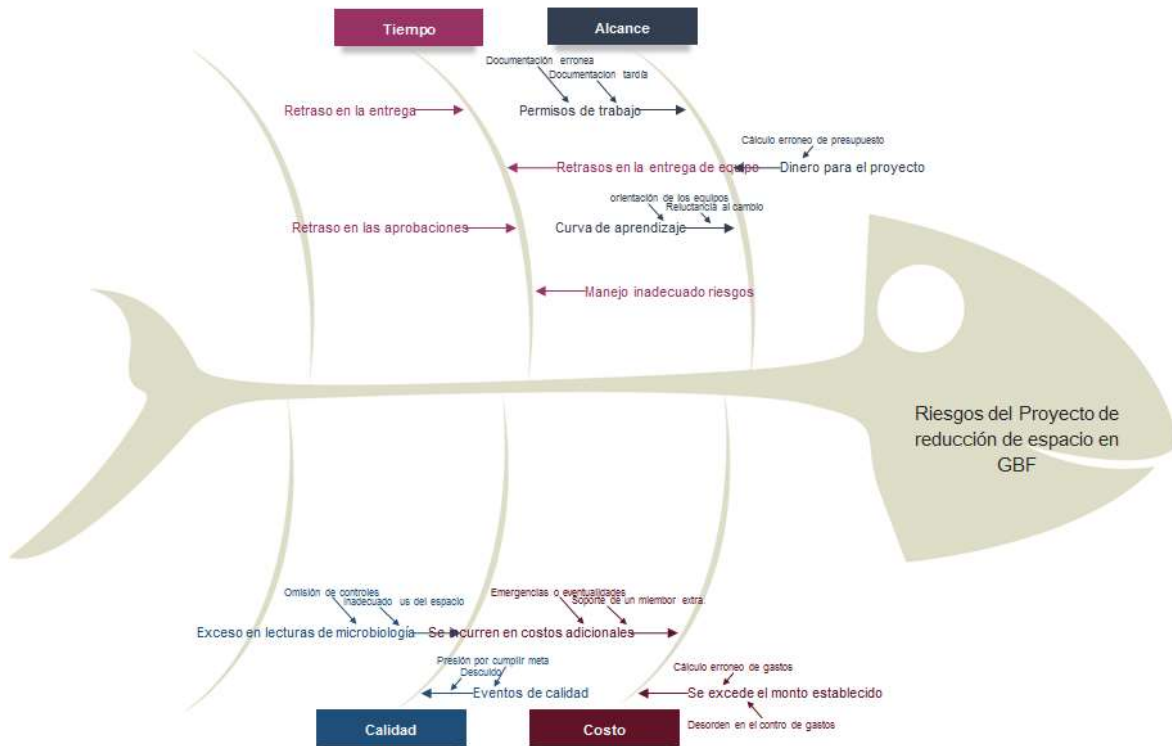 Tiempo
Alcance
Documentación erronea
Documentacion tardía
Retraso en la entrega
Permisos de trabajo
Cálculo erroneo de presupuesto
Retrasos en la entrega de equipo
Dinero para el proyecto
orientación de los equipos
Reluctancia al cambio
Retraso en las aprobaciones
Curva de aprendizaje
Manejo inadecuado riesgos
Riesgos del Proyecto de
reducción de espacio en
GBF
Omisión de controles
Inadecuado us del espacio
Emergencias o eventualidades
Soporte de un miembor extra.
Exceso en lecturas de microbiología
Se incurren en costos adicionales
Presión por cumplir meta
Descuido
Eventos de calidad
Cálculo erroneo de gastos
Se excede el monto establecido
Desorden en el contro de gastos
Calidad
Costo